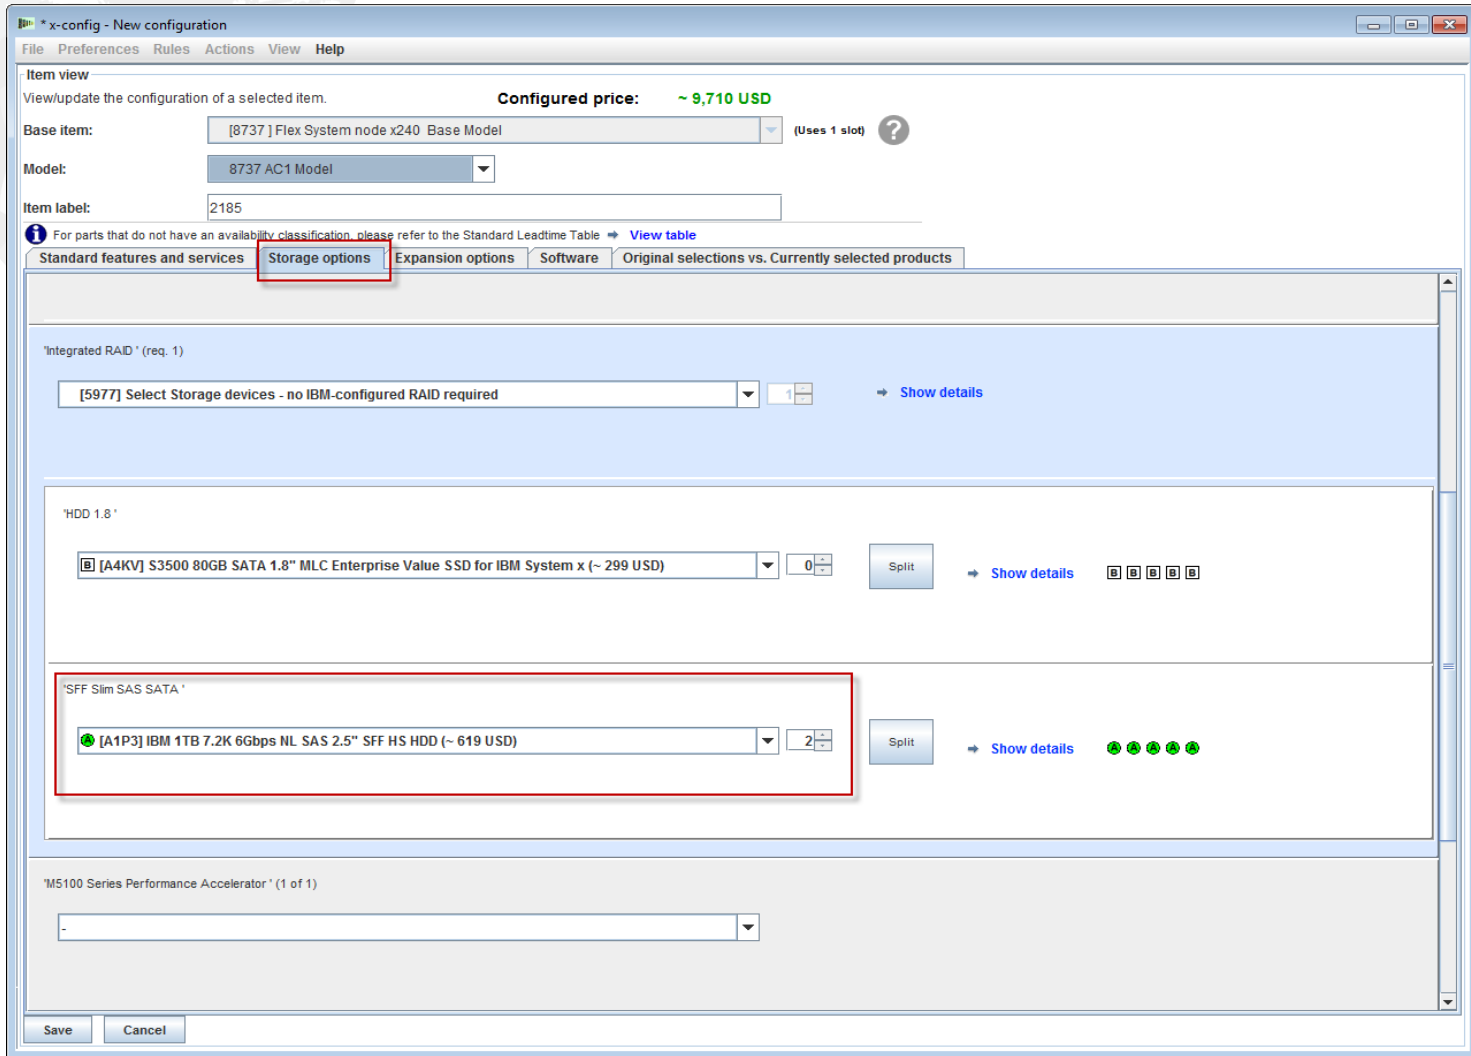 * x-config - New configuration
File Preferences Rules Actions View Help
Item view
View/update the configuration of a selected item. Configured price: ~ 9,710 USD
Base item: [8737 ] Flex System node x240 Base Model (Uses 1 slot) ?
Model: 8737 AC1 Model
Item label: 2185
i For parts that do not have an availability classification, please refer to the Standard Leadtime Table View table
Standard features and services Storage options Expansion options Software Original selections vs. Currently selected products
'Integrated RAID ' (req. 1)
[5977] Select Storage devices - no IBM-configured RAID required 1 Show details
'HDD 1.8 '
B [A4KV] S3500 80GB SATA 1.8" MLC Enterprise Value SSD for IBM System x (~ 299 USD) 0 Split Show details B B B B B
'SFF Slim SAS SATA '
A [A1P3] IBM 1TB 7.2K 6Gbps NL SAS 2.5" SFF HS HDD (~ 619 USD) 2 Split Show details A A A A A
'M5100 Series Performance Accelerator ' (1 of 1)
-
Save Cancel